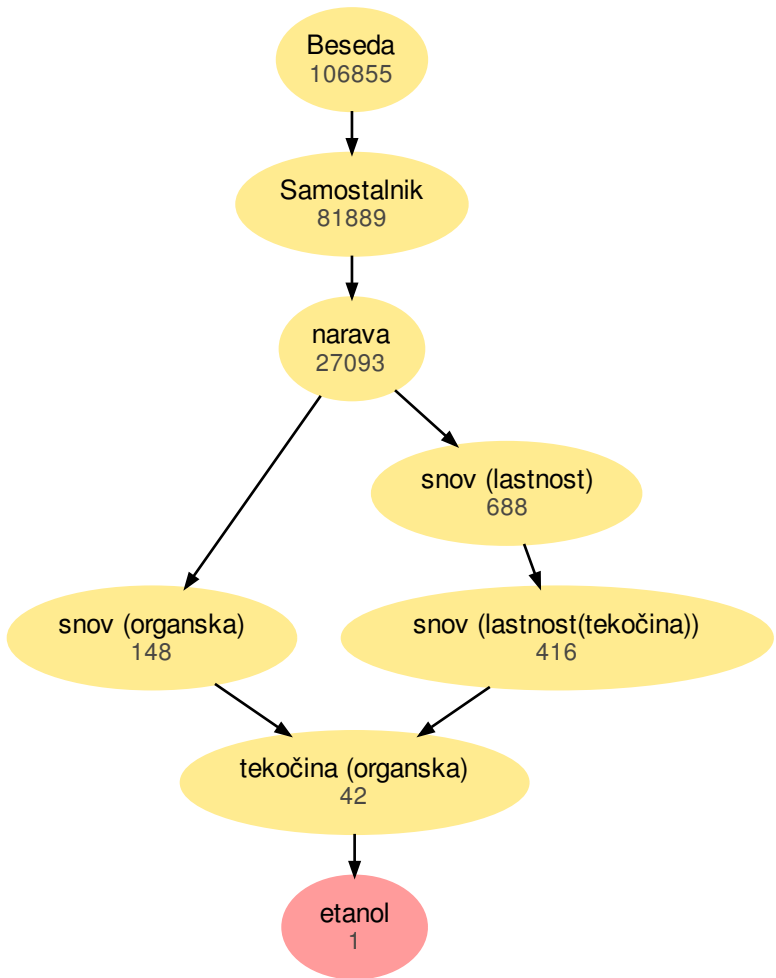 Beseda
106855
Samostalnik
81889
narava
27093
snov (lastnost)
688
snov (organska)
148
snov (lastnost(tekočina))
416
tekočina (organska)
42
etanol
1